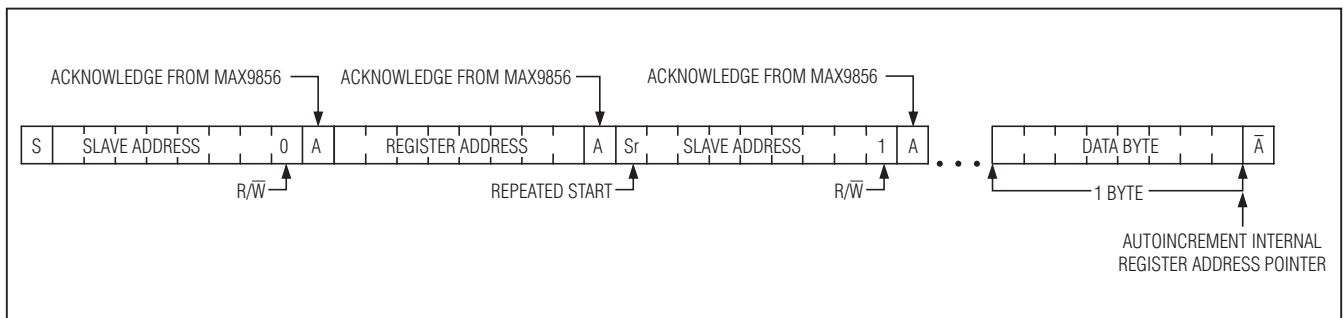 ACKNOWLEDGE FROM MAX9856 ACKNOWLEDGE FROM MAX9856 ACKNOWLEDGE FROM MAX9856
S SLAVE ADDRESS 0 A REGISTER ADDRESS A Sr SLAVE ADDRESS 1 A • • • DATA BYTE A̅
R/W̅ REPEATED START R/W̅ 1 BYTE
AUTOINCREMENT INTERNAL
REGISTER ADDRESS POINTER